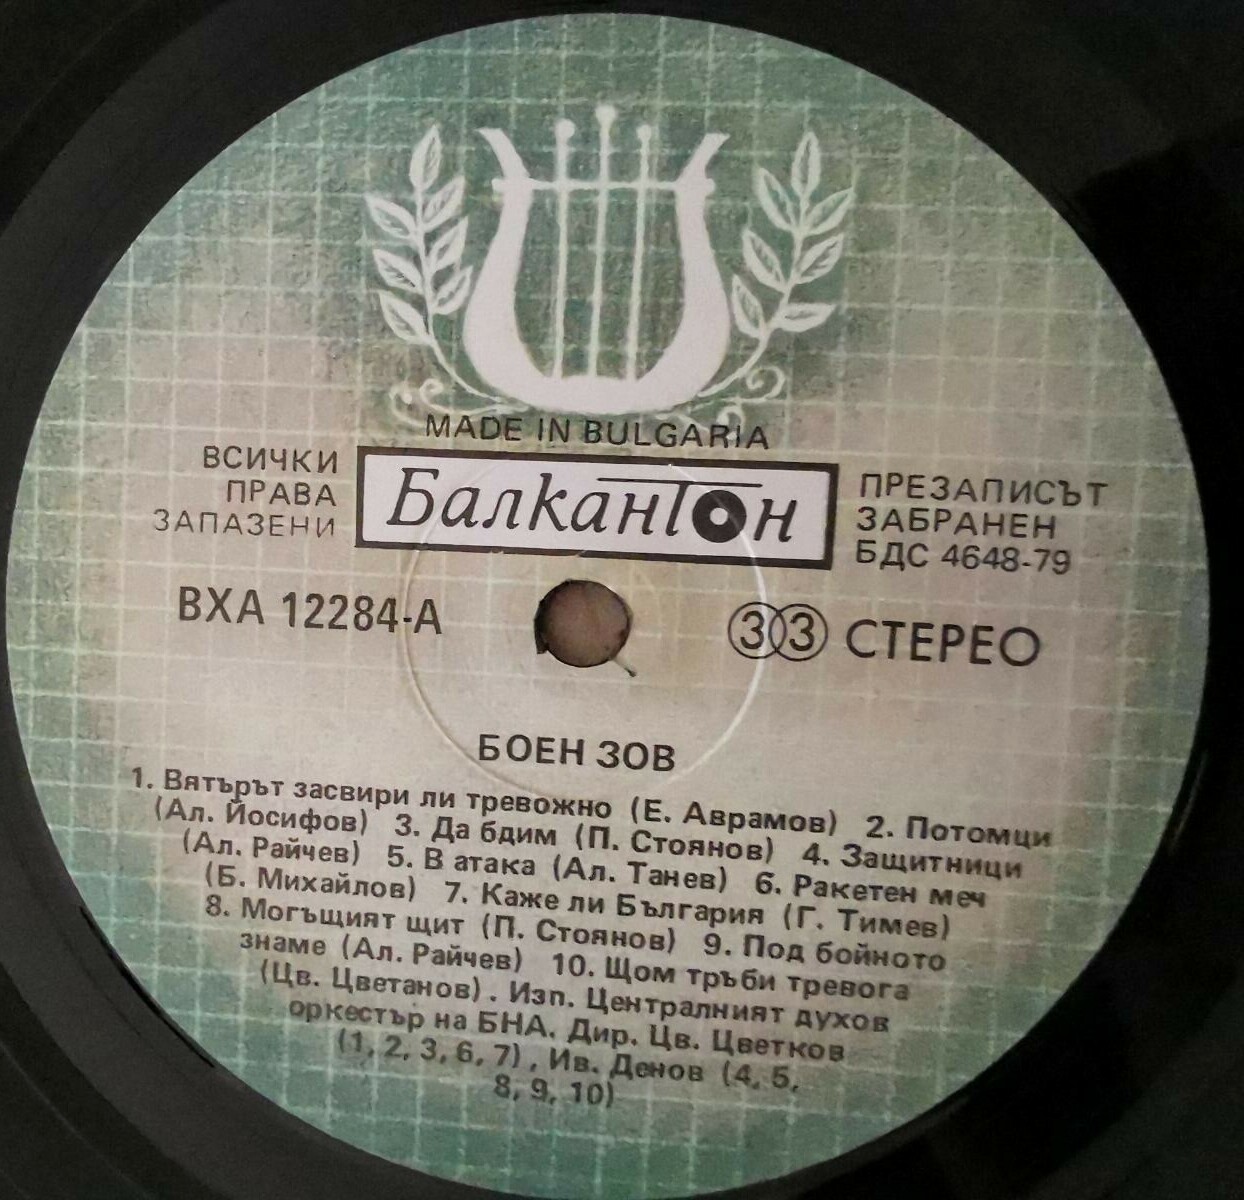 MADE IN BULGARIA
ВСИЧКИ
ПРАВА
ЗАПАЗЕНИ
Балкантон
ПРЕЗАПИСЪТ
ЗАБРАНЕН
БДС 4648-79
ВХА 12284-А
33 СТЕРЕО
БОЕН ЗОВ
1. Вятърът засвири ли тревожно (Е. Аврамов) 2. Потомци
(Ал. Йосифов) 3. Да бдим (П. Стоянов) 4. Защитници
(Ал. Райчев) 5. В атака (Ал. Танев) 6. Ракетен меч
(Б. Михайлов) 7. Каже ли България (Г. Тимев)
8. Могъщият щит (П. Стоянов) 9. Под бойното
знаме (Ал. Райчев) 10. Щом тръби тревога
(Цв. Цветанов). Изп. Централният духов
оркестър на БНА. Дир. Цв. Цветков
(1, 2, 3, 6, 7), Ив. Денов (4, 5,
8, 9, 10)